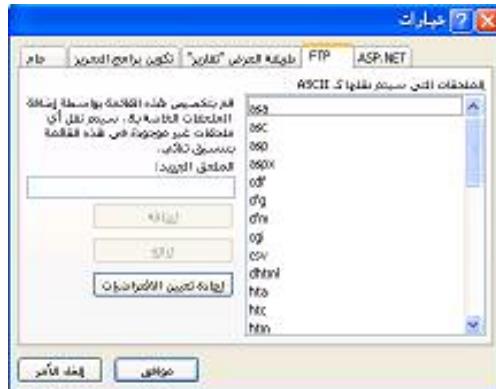 خيارات
عام
تكوين برامج التحرير
طريقة العرض "تقارير"
FTP
ASP.NET
الملحقات التي سيتم نقلها كـ ASCII
asa
asc
asp
aspx
cdf
cfg
cfm
cgi
csv
dhtml
hta
htc
htm
قم بتخصيص هذه القائمة بواسطة إضافة
الملحقات الخاصة بك. سيتم نقل أي
ملحقات غير موجودة في هذه القائمة
بتنسيق ثنائي.
الملحق الجديد:
إضافة
إزالة
إعادة تعيين الافتراضيات
موافق
إلغاء الأمر